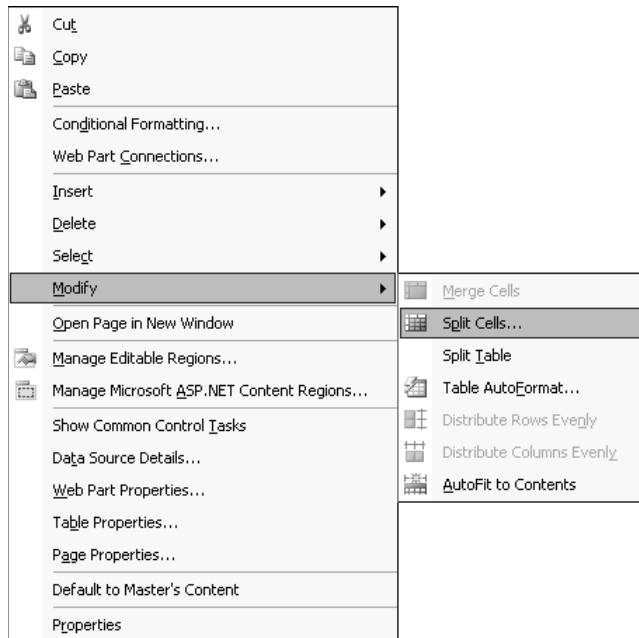 Cut
Copy
Paste
Conditional Formatting...
Web Part Connections...
Insert
Delete
Select
Modify
Open Page in New Window
Manage Editable Regions...
Manage Microsoft ASP.NET Content Regions...
Show Common Control Tasks
Data Source Details...
Web Part Properties...
Table Properties...
Page Properties...
Default to Master's Content
Properties
Merge Cells
Split Cells...
Split Table
Table AutoFormat...
Distribute Rows Evenly
Distribute Columns Evenly
AutoFit to Contents